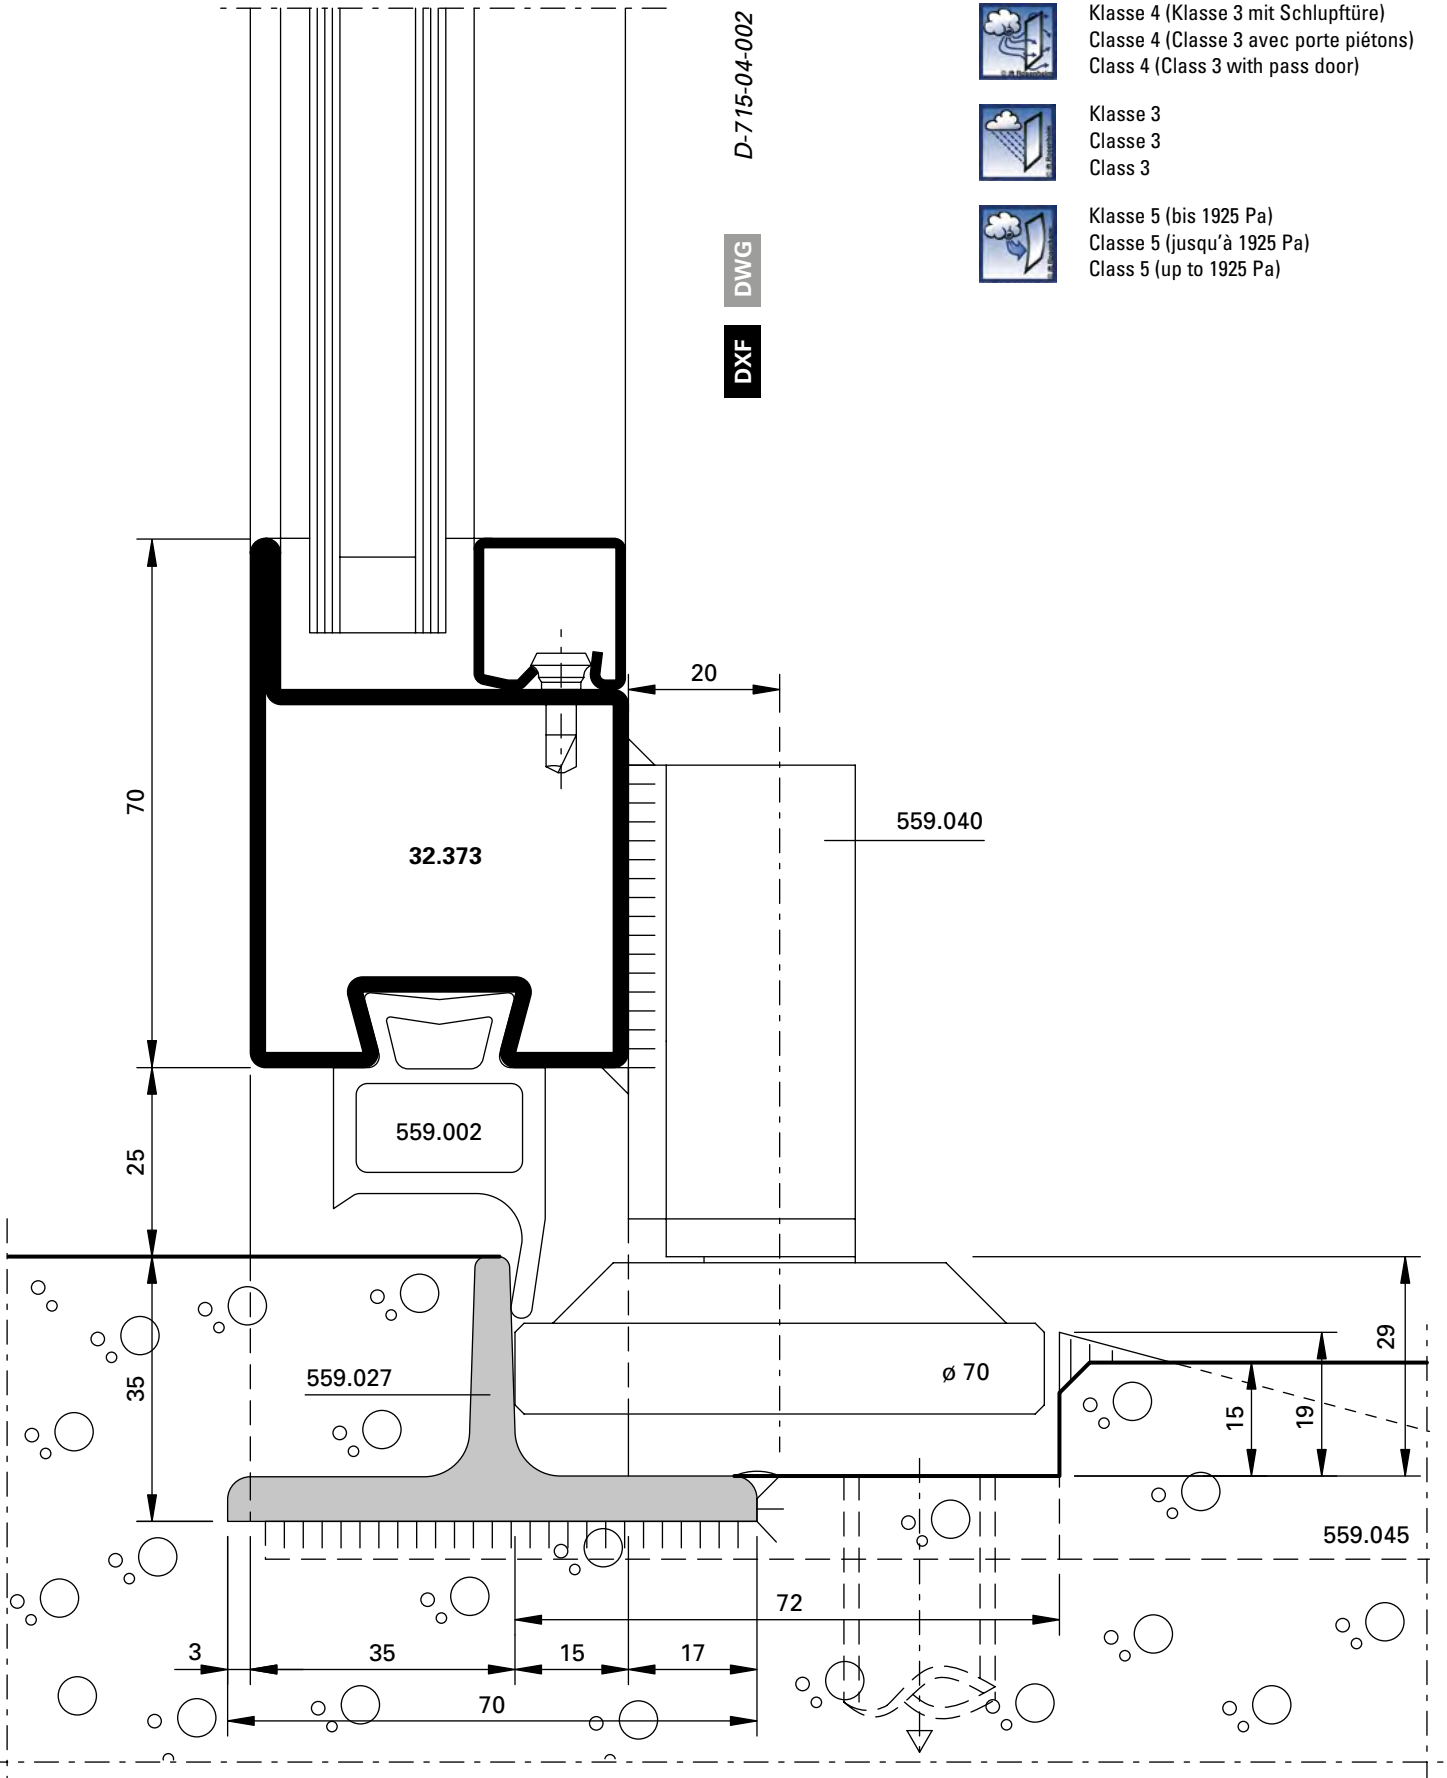 Klasse 4 (Klasse 3 mit Schlupftüre)
Classe 4 (Classe 3 avec porte piétons)
Class 4 (Class 3 with pass door)
Klasse 3
Classe 3
Class 3
Klasse 5 (bis 1925 Pa)
Classe 5 (jusqu'à 1925 Pa)
Class 5 (up to 1925 Pa)
D-715-04-002
DWG
DXF
20
70
559.040
32.373
559.002
25
559.027
35
ø 70
29
15
19
559.045
72
3
35
15
17
70